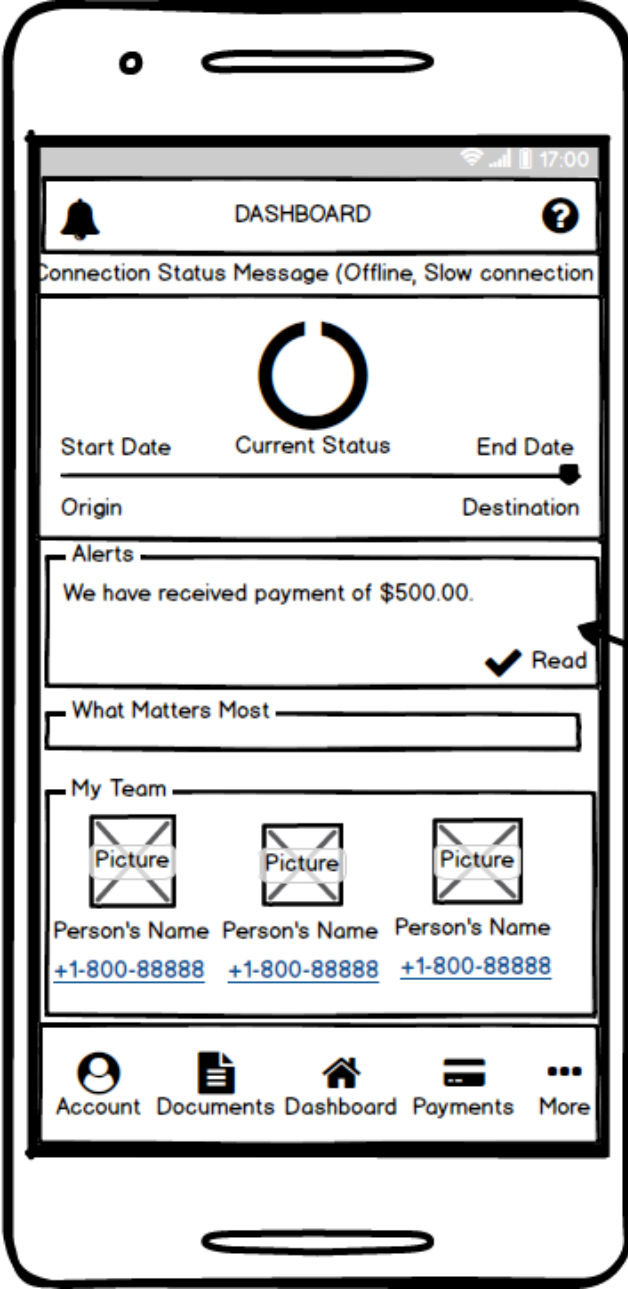 17:00
DASHBOARD
Connection Status Message (Offline, Slow connection
Start Date Current Status End Date
Origin Destination
Alerts
We have received payment of $500.00.
Read
What Matters Most
My Team
Picture Picture Picture
Person's Name Person's Name Person's Name
+1-800-88888 +1-800-88888 +1-800-88888
Account Documents Dashboard Payments More